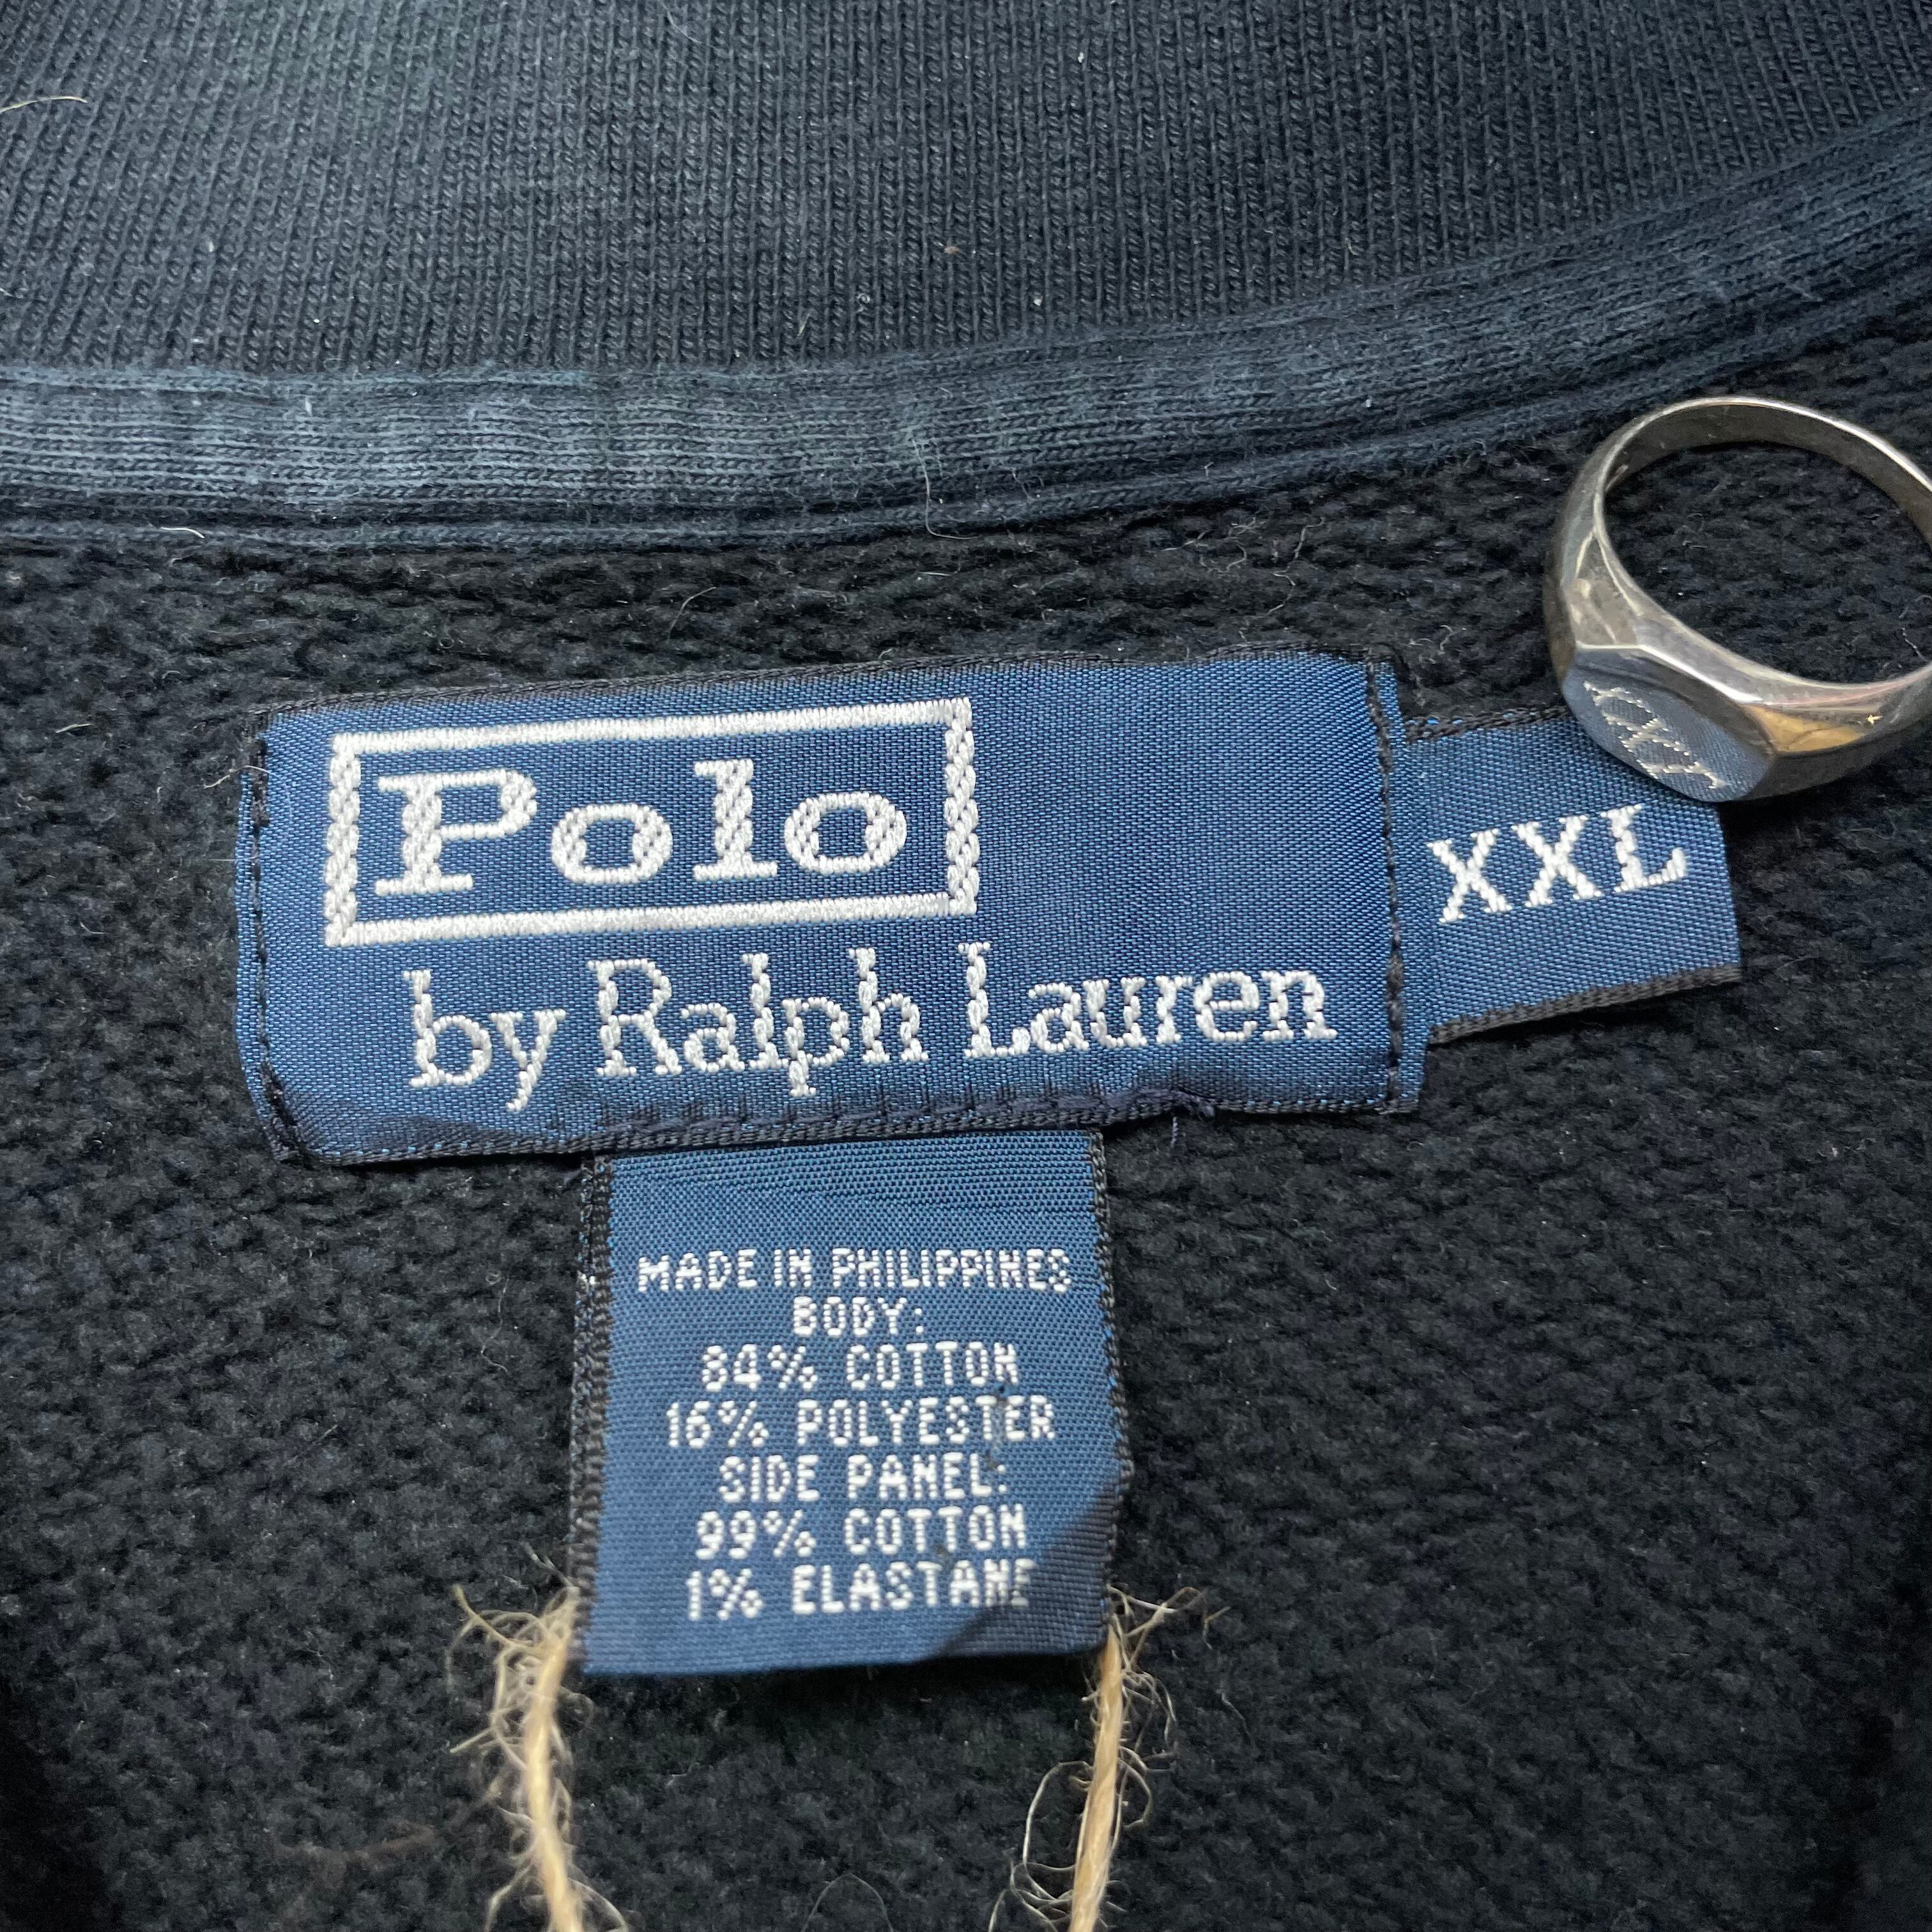 Polo
by Ralph Lauren
XXL
MADE IN PHILIPPINES
BODY:
84% COTTON
16% POLYESTER
SIDE PANEL:
99% COTTON
1% ELASTANE